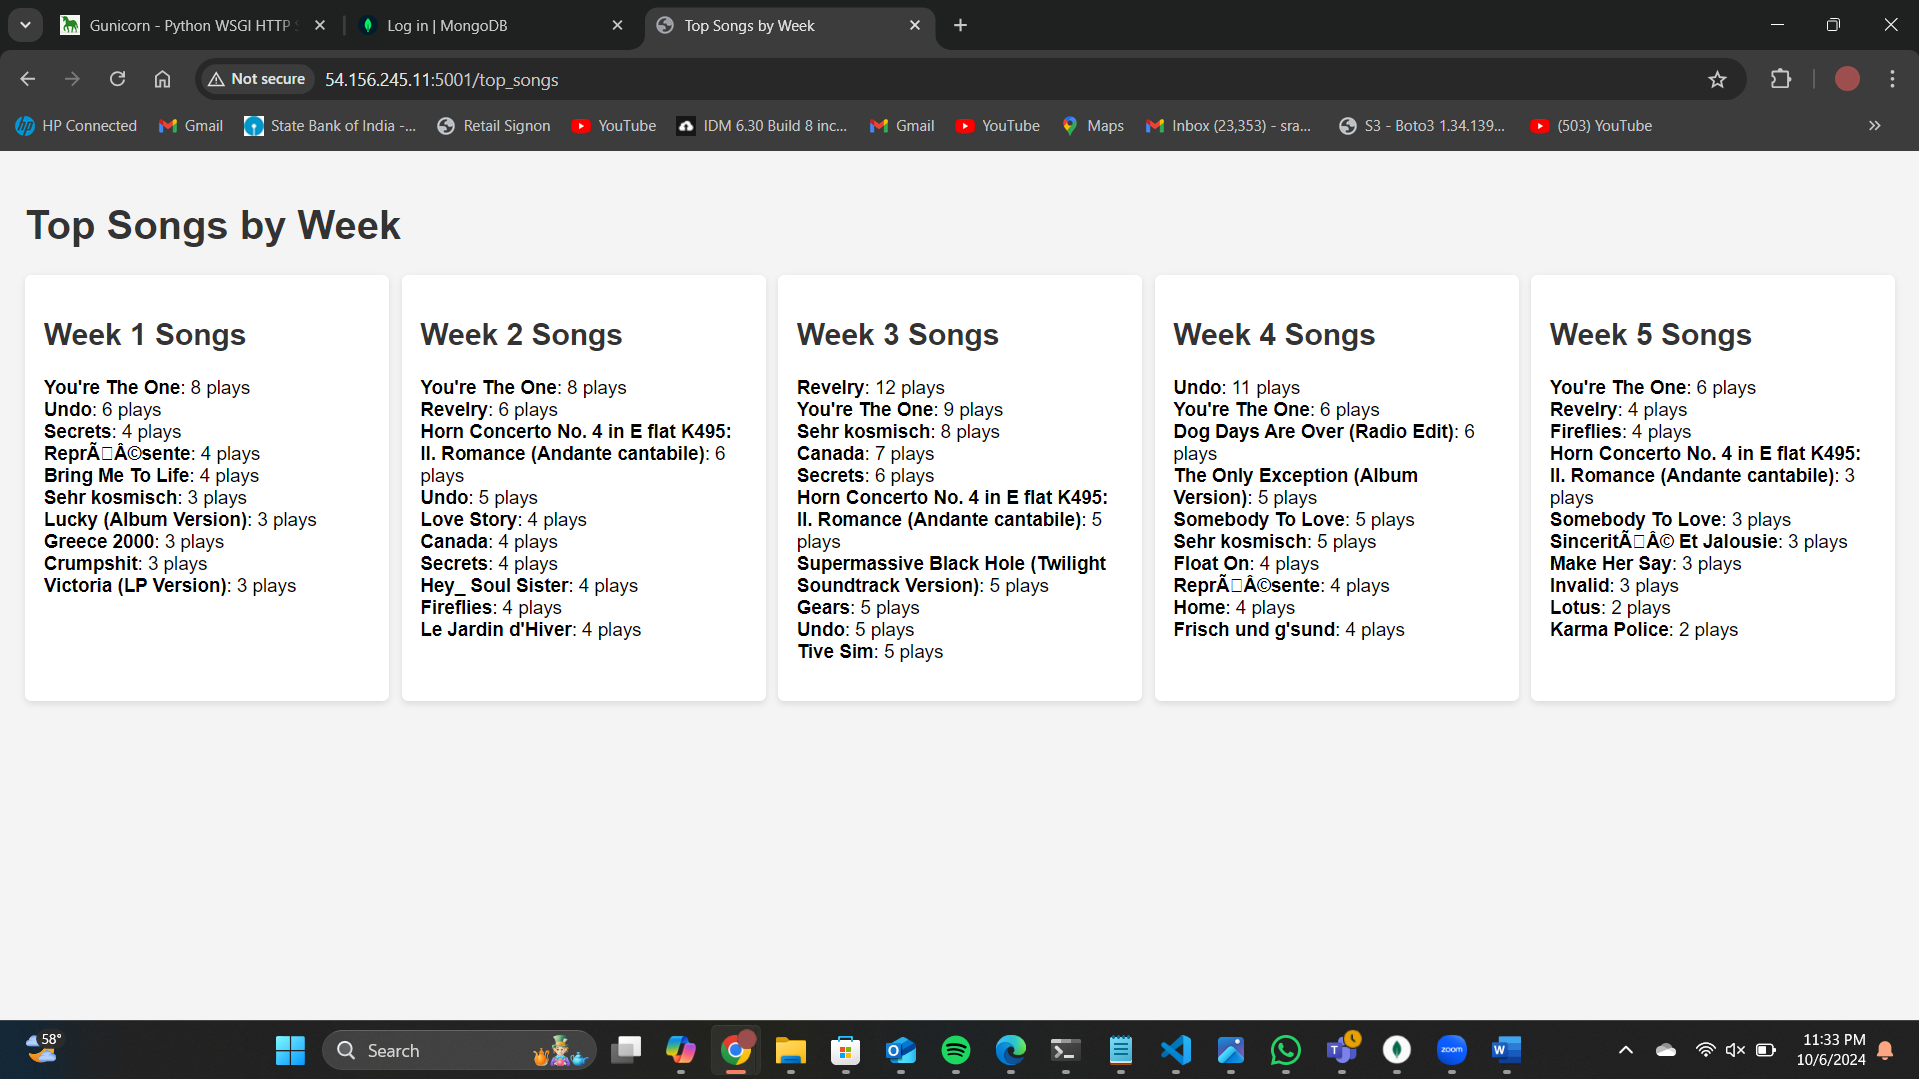 Gunicorn - Python WSGI HTTP S
Log in | MongoDB
Top Songs by Week
Not secure
54.156.245.11:5001/top_songs
HP Connected
Gmail
State Bank of India -...
Retail Signon
YouTube
IDM 6.30 Build 8 inc...
Gmail
YouTube
Maps
Inbox (23,353) - sra...
S3 - Boto3 1.34.139...
(503) YouTube
Top Songs by Week
Week 1 Songs
You're The One: 8 plays
Undo: 6 plays
Secrets: 4 plays
ReprÃ□Â©sente: 4 plays
Bring Me To Life: 4 plays
Sehr kosmisch: 3 plays
Lucky (Album Version): 3 plays
Greece 2000: 3 plays
Crumpshit: 3 plays
Victoria (LP Version): 3 plays
Week 2 Songs
You're The One: 8 plays
Revelry: 6 plays
Horn Concerto No. 4 in E flat K495:
II. Romance (Andante cantabile): 6
plays
Undo: 5 plays
Love Story: 4 plays
Canada: 4 plays
Secrets: 4 plays
Hey_ Soul Sister: 4 plays
Fireflies: 4 plays
Le Jardin d'Hiver: 4 plays
Week 3 Songs
Revelry: 12 plays
You're The One: 9 plays
Sehr kosmisch: 8 plays
Canada: 7 plays
Secrets: 6 plays
Horn Concerto No. 4 in E flat K495:
II. Romance (Andante cantabile): 5
plays
Supermassive Black Hole (Twilight
Soundtrack Version): 5 plays
Gears: 5 plays
Undo: 5 plays
Tive Sim: 5 plays
Week 4 Songs
Undo: 11 plays
You're The One: 6 plays
Dog Days Are Over (Radio Edit): 6
plays
The Only Exception (Album
Version): 5 plays
Somebody To Love: 5 plays
Sehr kosmisch: 5 plays
Float On: 4 plays
ReprÃ□Â©sente: 4 plays
Home: 4 plays
Frisch und g'sund: 4 plays
Week 5 Songs
You're The One: 6 plays
Revelry: 4 plays
Fireflies: 4 plays
Horn Concerto No. 4 in E flat K495:
II. Romance (Andante cantabile): 3
plays
Somebody To Love: 3 plays
SinceritÃ□Â© Et Jalousie: 3 plays
Make Her Say: 3 plays
Invalid: 3 plays
Lotus: 2 plays
Karma Police: 2 plays
58°
Search
zoom
11:33 PM
10/6/2024